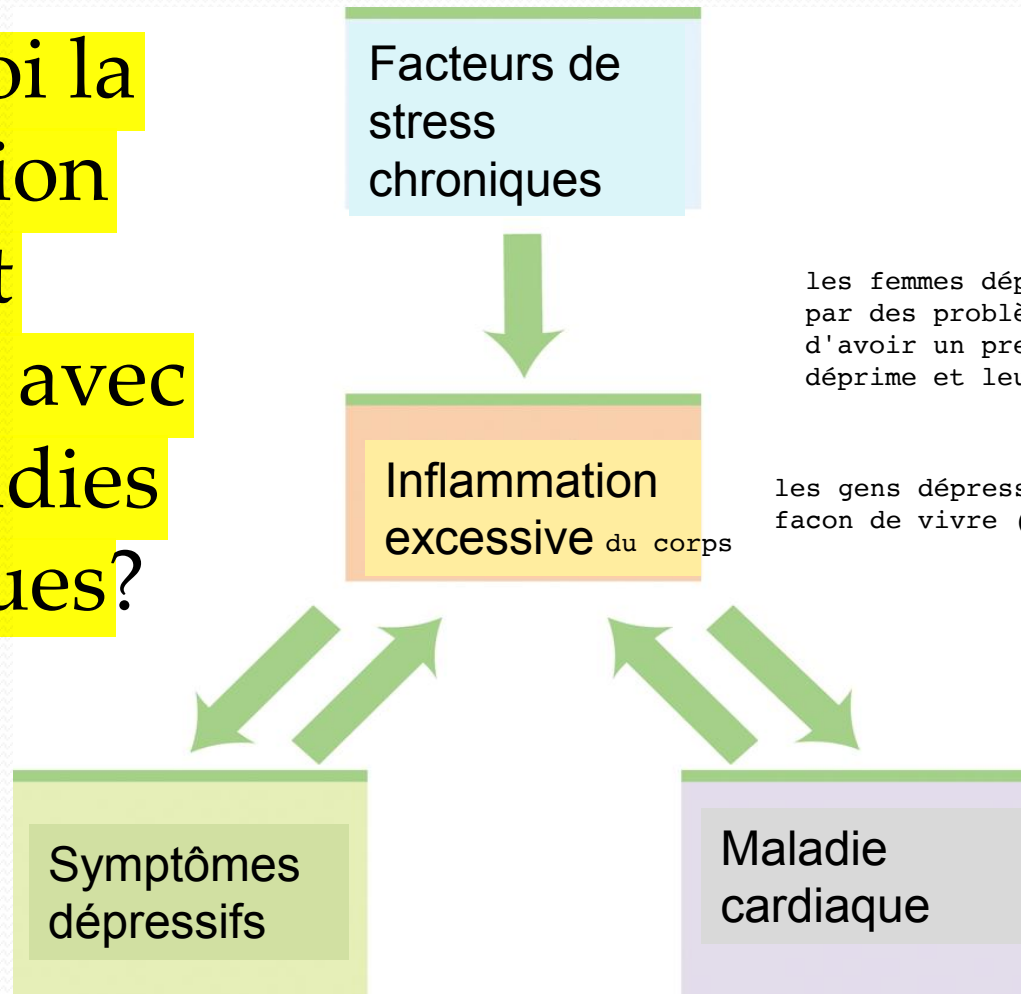 oi la
ion
t
avec
dies
ues?
Facteurs de
stress
chroniques
les femmes dép
par des problè
d'avoir un pre
déprime et leu
Inflammation
excessive du corps
les gens dépress
facon de vivre (
Symptômes
dépressifs
Maladie
cardiaque